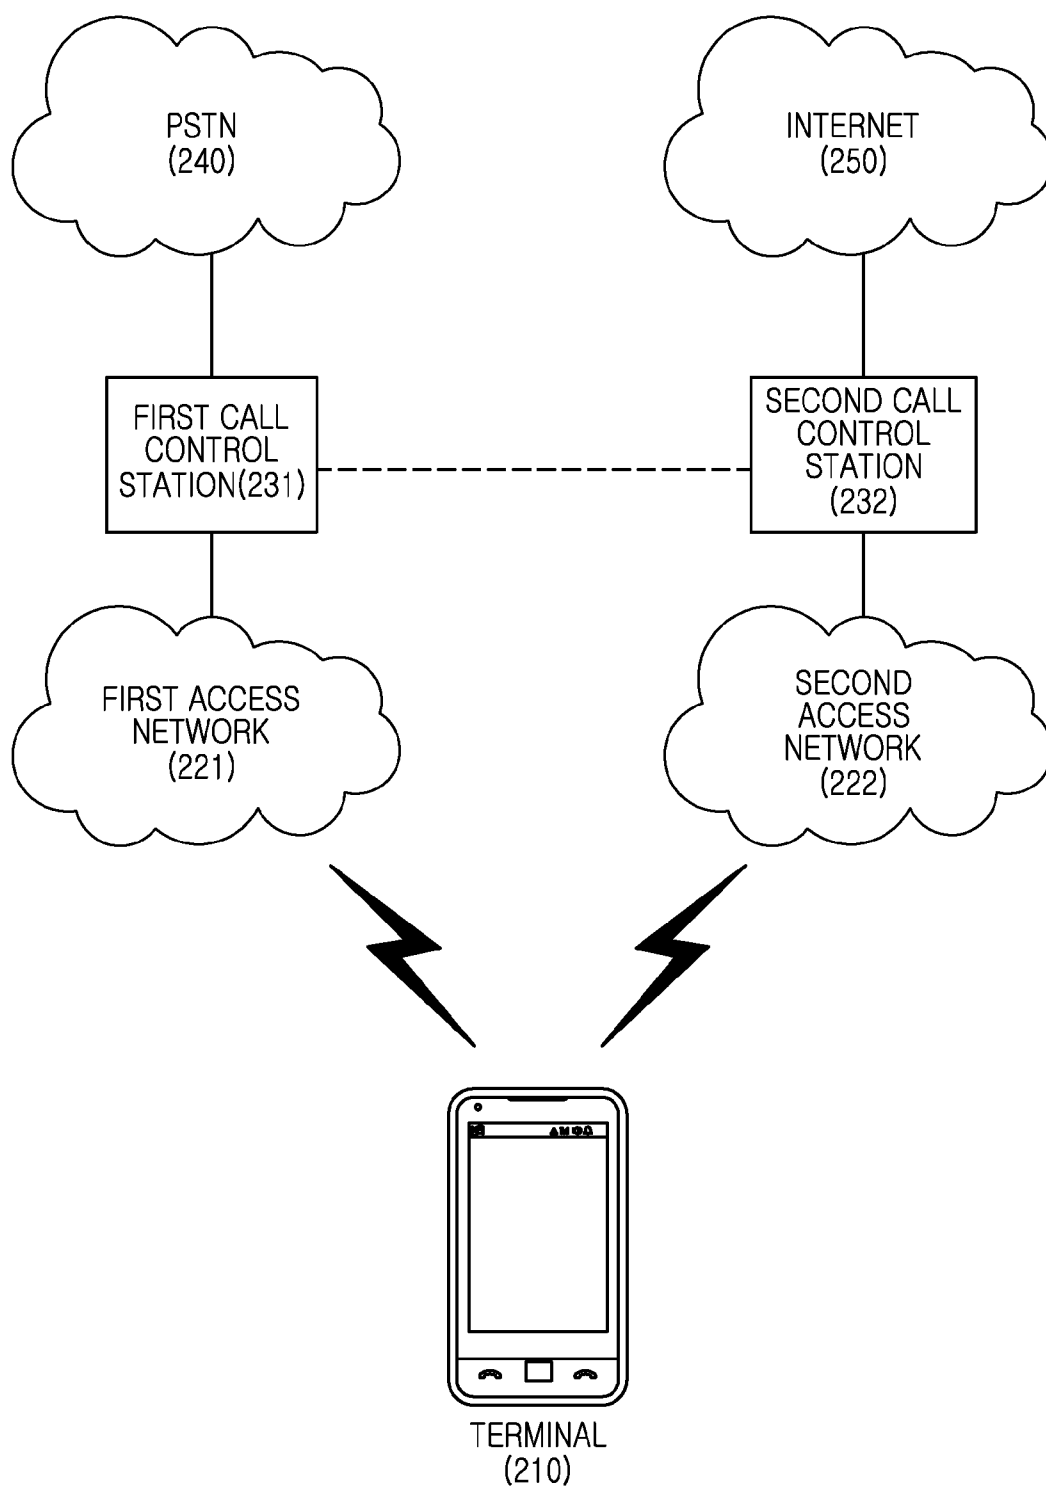 PSTN
(240)
INTERNET
(250)
FIRST CALL
CONTROL
STATION(231)
SECOND CALL
CONTROL
STATION
(232)
FIRST ACCESS
NETWORK
(221)
SECOND
ACCESS
NETWORK
(222)
TERMINAL
(210)